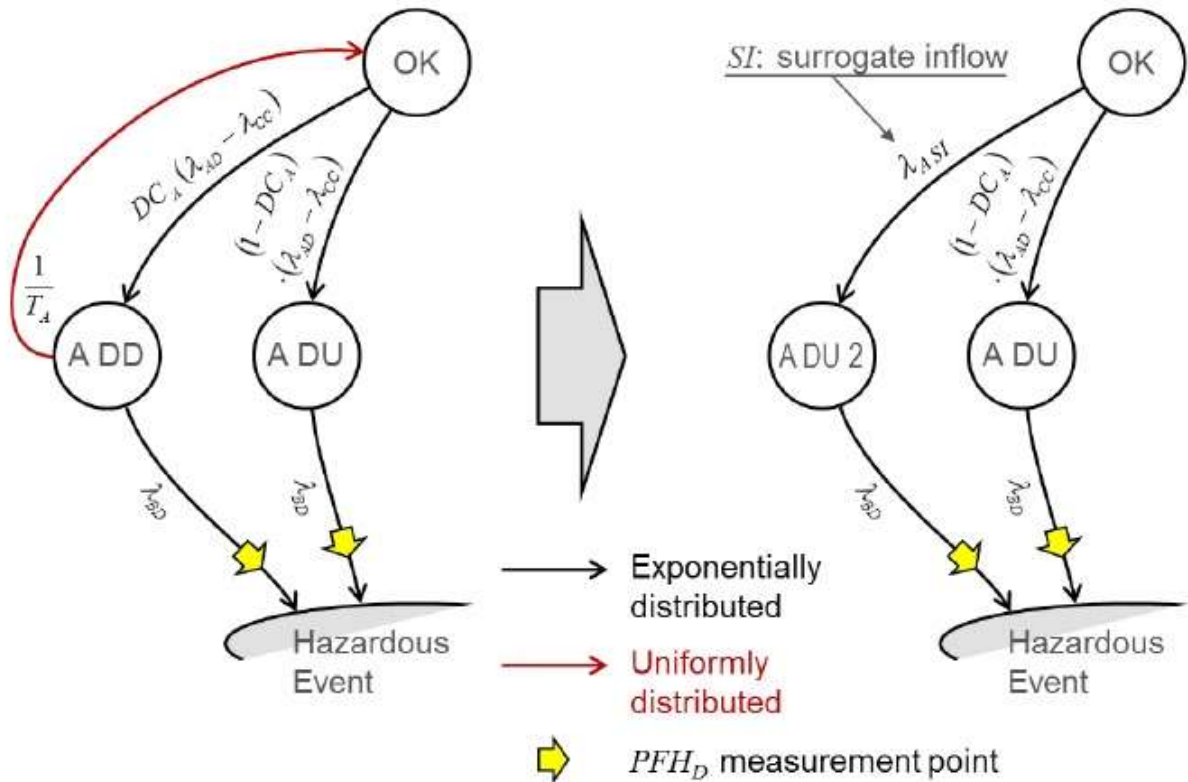 OK
DC_A (λ_AD − λ_CC)
(1 − DC_A)
·(λ_AD − λ_CC)
1
T_A
A DD
A DU
λ_BD
λ_BD
Hazardous
Event
SI: surrogate inflow
OK
λ_A SI
(1 − DC_A)
·(λ_AD − λ_CC)
A DU 2
A DU
λ_BD
λ_BD
Hazardous
Event
Exponentially
distributed
Uniformly
distributed
PFH_D measurement point